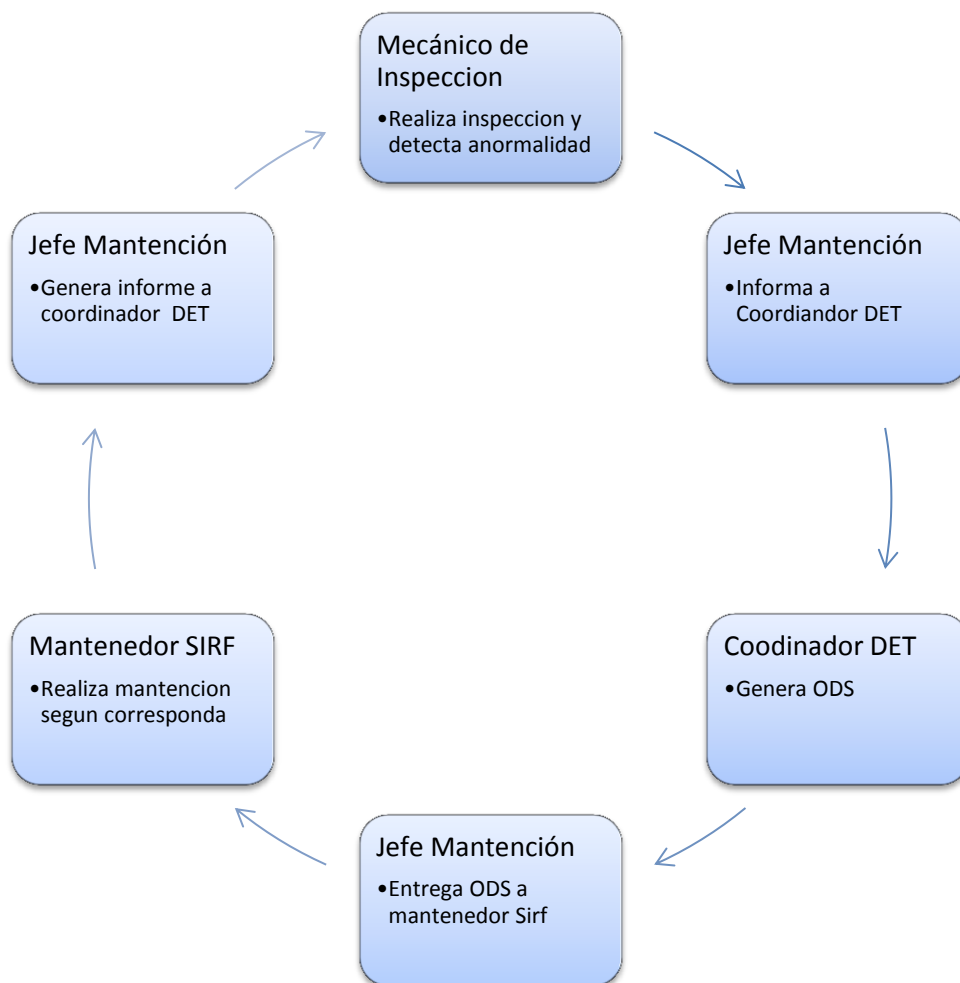 Mecánico de
Inspeccion
•Realiza inspeccion y
detecta anormalidad
Jefe Mantención
•Informa a
Coordiandor DET
Coodinador DET
•Genera ODS
Jefe Mantención
•Entrega ODS a
mantenedor Sirf
Mantenedor SIRF
•Realiza mantencion
segun corresponda
Jefe Mantención
•Genera informe a
coordinador DET